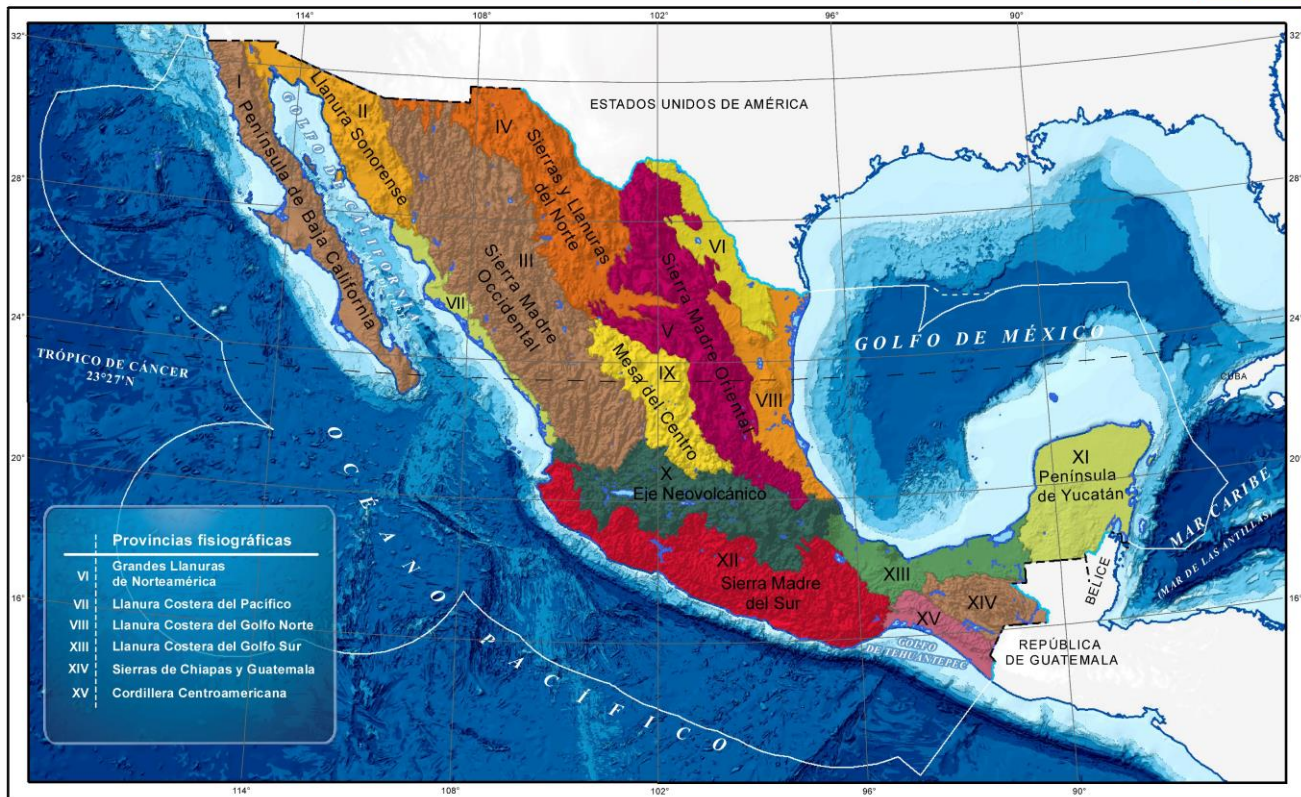 114°
108°
102°
96°
90°
32°
32°
28°
28°
24°
24°
20°
20°
16°
16°
114°
108°
102°
96°
90°
ESTADOS UNIDOS DE AMÉRICA
I
Península de Baja California
GOLFO DE CALIFORNIA
II
Llanura Sonorense
III
Sierra Madre
Occidental
IV
Sierras y Llanuras
del Norte
V
Sierra Madre Oriental
VI
VII
VIII
IX
Mesa del Centro
X
Eje Neovolcánico
XI
Península
de Yucatán
XII
Sierra Madre
del Sur
XIII
XIV
XV
GOLFO DE MÉXICO
TRÓPICO DE CÁNCER
23°27'N
CUBA
MAR CARIBE
(MAR DE LAS ANTILLAS)
BELICE
REPÚBLICA
DE GUATEMALA
GOLFO
DE TEHUANTEPEC
OCEANO PACÍFICO
Provincias fisiográficas
VI Grandes Llanuras
de Norteamérica
VII Llanura Costera del Pacífico
VIII Llanura Costera del Golfo Norte
XIII Llanura Costera del Golfo Sur
XIV Sierras de Chiapas y Guatemala
XV Cordillera Centroamericana